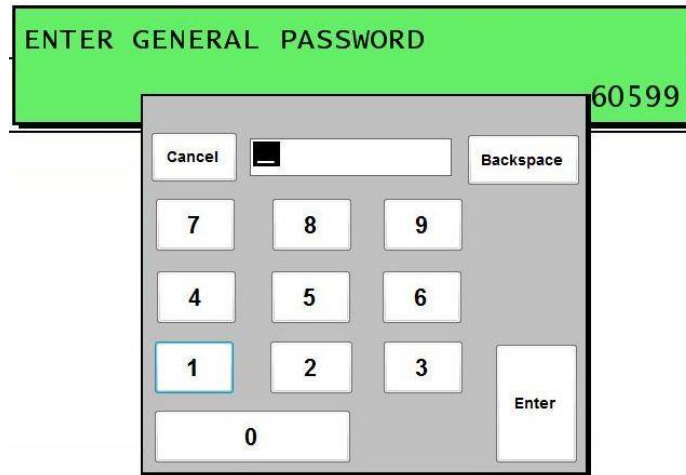 ENTER GENERAL PASSWORD
60599
Cancel
Backspace
7 8 9
4 5 6
1 2 3
Enter
0